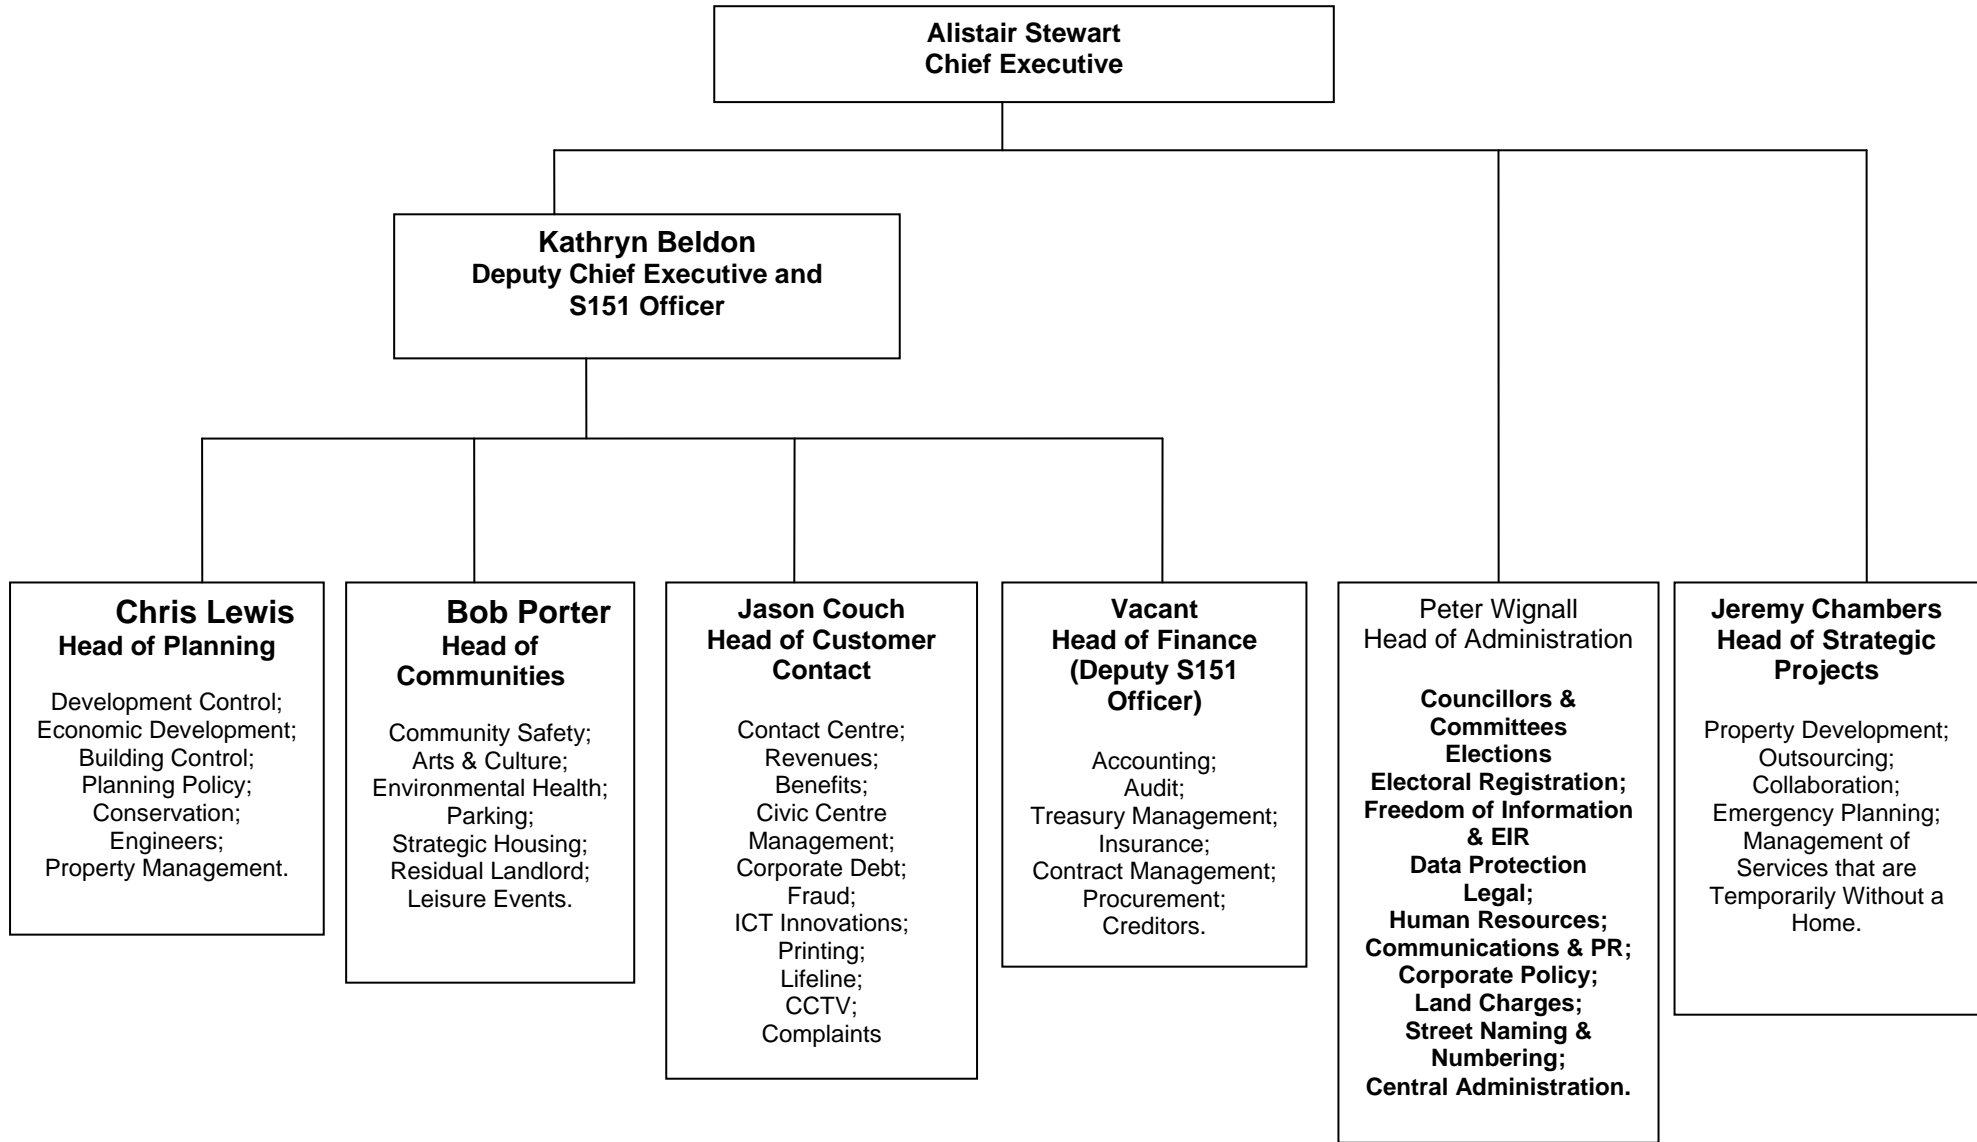 Alistair Stewart
Chief Executive
Kathryn Beldon
Deputy Chief Executive and
S151 Officer
Chris Lewis
Head of Planning
Development Control;
Economic Development;
Building Control;
Planning Policy;
Conservation;
Engineers;
Property Management.
Bob Porter
Head of
Communities
Community Safety;
Arts & Culture;
Environmental Health;
Parking;
Strategic Housing;
Residual Landlord;
Leisure Events.
Jason Couch
Head of Customer
Contact
Contact Centre;
Revenues;
Benefits;
Civic Centre
Management;
Corporate Debt;
Fraud;
ICT Innovations;
Printing;
Lifeline;
CCTV;
Complaints
Vacant
Head of Finance
(Deputy S151
Officer)
Accounting;
Audit;
Treasury Management;
Insurance;
Contract Management;
Procurement;
Creditors.
Peter Wignall
Head of Administration
Councillors &
Committees
Elections
Electoral Registration;
Freedom of Information
& EIR
Data Protection
Legal;
Human Resources;
Communications & PR;
Corporate Policy;
Land Charges;
Street Naming &
Numbering;
Central Administration.
Jeremy Chambers
Head of Strategic
Projects
Property Development;
Outsourcing;
Collaboration;
Emergency Planning;
Management of
Services that are
Temporarily Without a
Home.